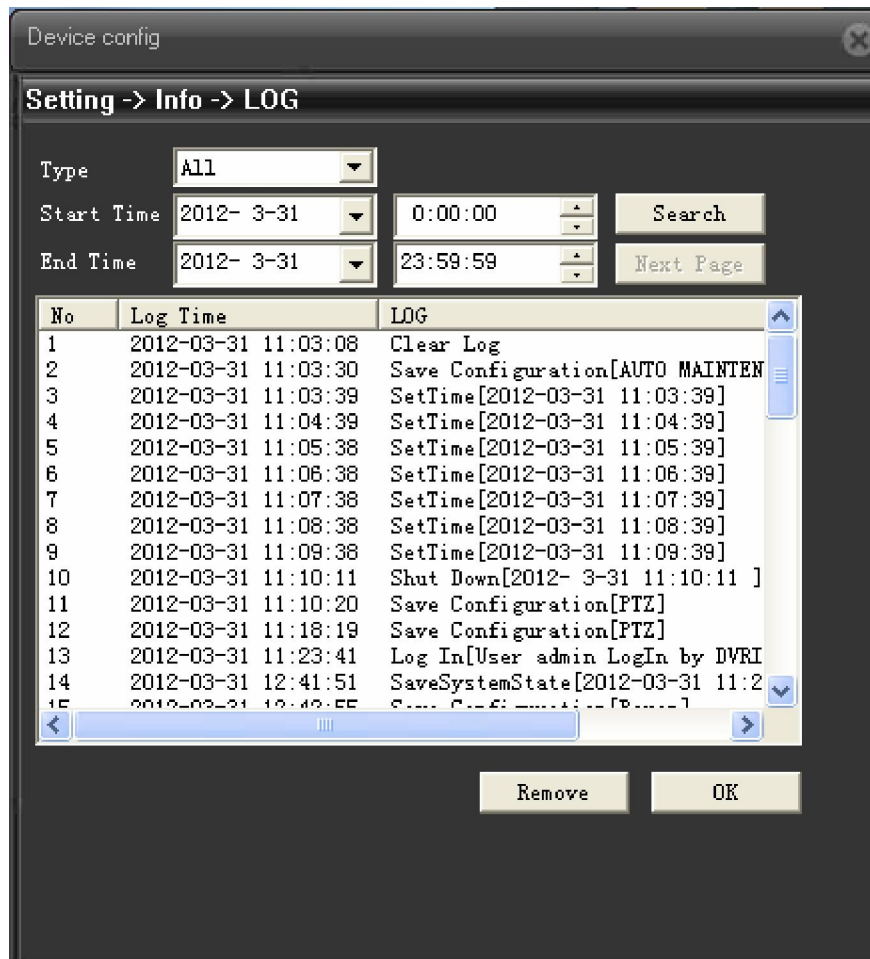 Device config
Setting -> Info -> LOG
Type All
Start Time 2012- 3-31 0:00:00 Search
End Time 2012- 3-31 23:59:59 Next Page
No Log Time LOG
1 2012-03-31 11:03:08 Clear Log
2 2012-03-31 11:03:30 Save Configuration[AUTO MAINTEN
3 2012-03-31 11:03:39 SetTime[2012-03-31 11:03:39]
4 2012-03-31 11:04:39 SetTime[2012-03-31 11:04:39]
5 2012-03-31 11:05:38 SetTime[2012-03-31 11:05:39]
6 2012-03-31 11:06:38 SetTime[2012-03-31 11:06:39]
7 2012-03-31 11:07:38 SetTime[2012-03-31 11:07:39]
8 2012-03-31 11:08:38 SetTime[2012-03-31 11:08:39]
9 2012-03-31 11:09:38 SetTime[2012-03-31 11:09:39]
10 2012-03-31 11:10:11 Shut Down[2012- 3-31 11:10:11 ]
11 2012-03-31 11:10:20 Save Configuration[PTZ]
12 2012-03-31 11:18:19 Save Configuration[PTZ]
13 2012-03-31 11:23:41 Log In[User admin LogIn by DVRI
14 2012-03-31 12:41:51 SaveSystemState[2012-03-31 11:2
15 2012-03-31 Save Configuration
Remove OK